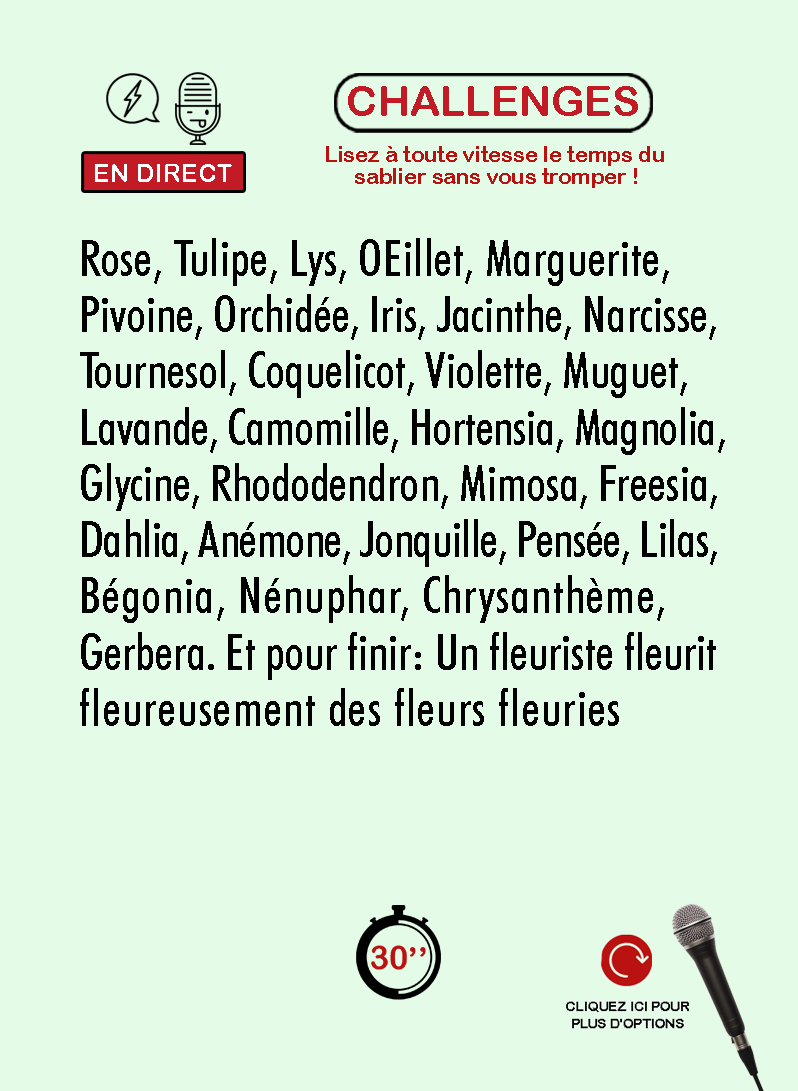 CHALLENGES
Lisez à toute vitesse le temps du
sablier sans vous tromper !
EN DIRECT
Rose, Tulipe, Lys, OEillet, Marguerite,
Pivoine, Orchidée, Iris, Jacinthe, Narcisse,
Tournesol, Coquelicot, Violette, Muguet,
Lavande, Camomille, Hortensia, Magnolia,
Glycine, Rhododendron, Mimosa, Freesia,
Dahlia, Anémone, Jonquille, Pensée, Lilas,
Bégonia, Nénuphar, Chrysanthème,
Gerbera. Et pour finir: Un fleuriste fleurit
fleureusement des fleurs fleuries
30’’
CLIQUEZ ICI POUR
PLUS D'OPTIONS